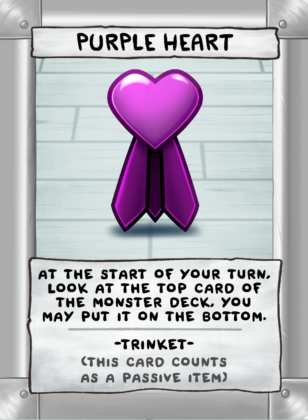 PURPLE HEART
AT THE START OF YOUR TURN,
LOOK AT THE TOP CARD OF
THE MONSTER DECK. YOU
MAY PUT IT ON THE BOTTOM.
-TRINKET-
(THIS CARD COUNTS
AS A PASSIVE ITEM)